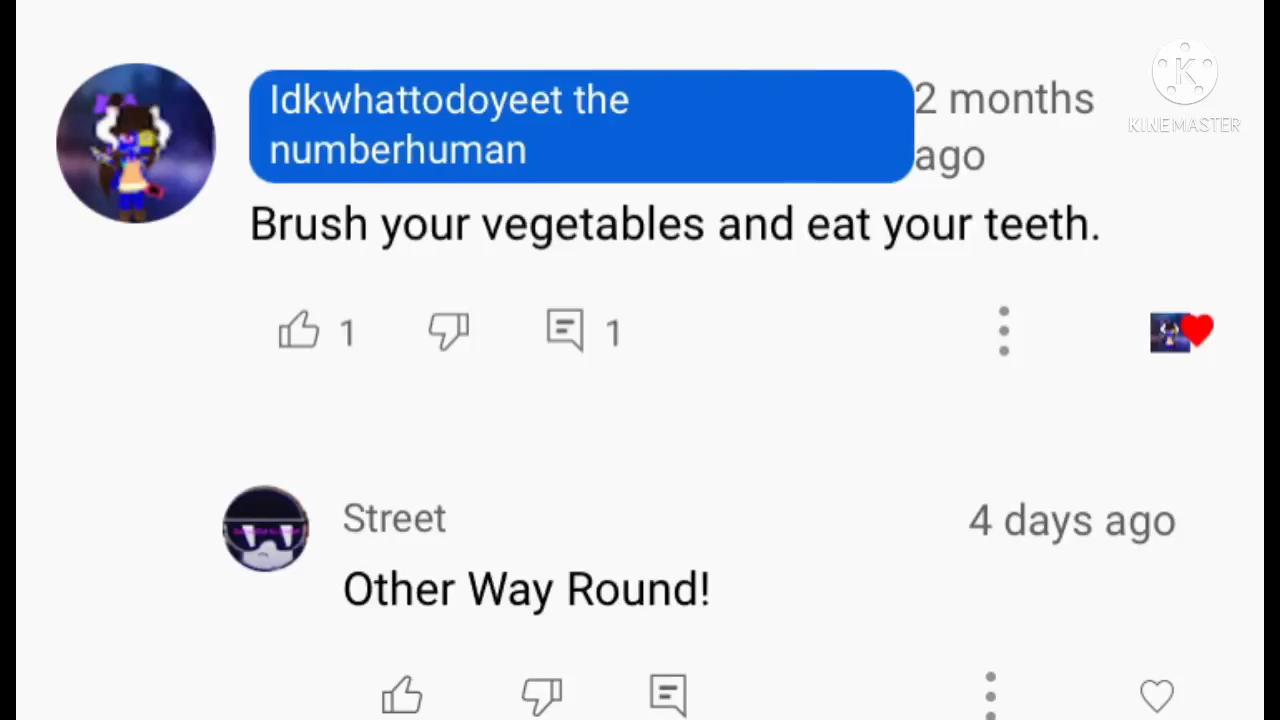 Idkwhattodoyeet the
numberhuman
2 months
ago
K
KINEMASTER
Brush your vegetables and eat your teeth.
1
1
Street
4 days ago
Other Way Round!